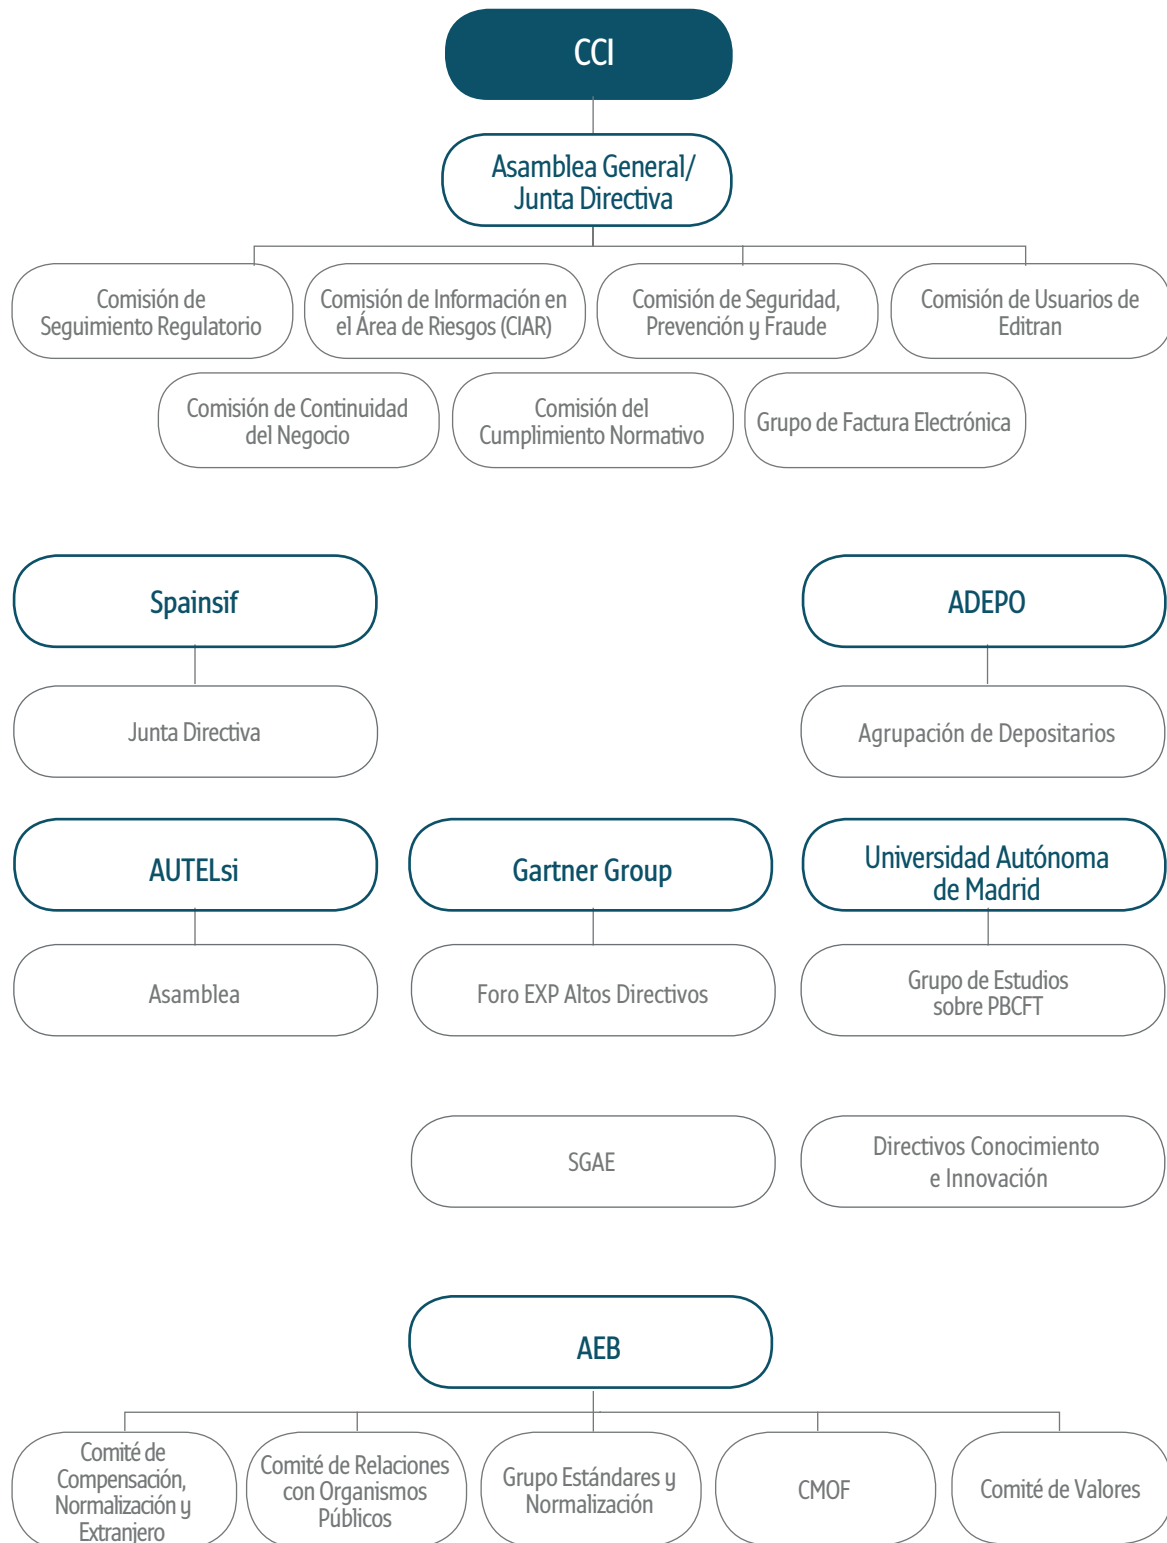 CCI
Asamblea General/
Junta Directiva
Comisión de
Seguimiento Regulatorio
Comisión de Información en
el Área de Riesgos (CIAR)
Comisión de Seguridad,
Prevención y Fraude
Comisión de Usuarios de
Editran
Comisión de Continuidad
del Negocio
Comisión del
Cumplimiento Normativo
Grupo de Factura Electrónica
Spainsif
ADEPO
Junta Directiva
Agrupación de Depositarios
AUTELsi
Gartner Group
Universidad Autónoma
de Madrid
Asamblea
Foro EXP Altos Directivos
Grupo de Estudios
sobre PBCFT
SGAE
Directivos Conocimiento
e Innovación
AEB
Comité de
Compensación,
Normalización y
Extranjero
Comité de Relaciones
con Organismos
Públicos
Grupo Estándares y
Normalización
CMOF
Comité de Valores